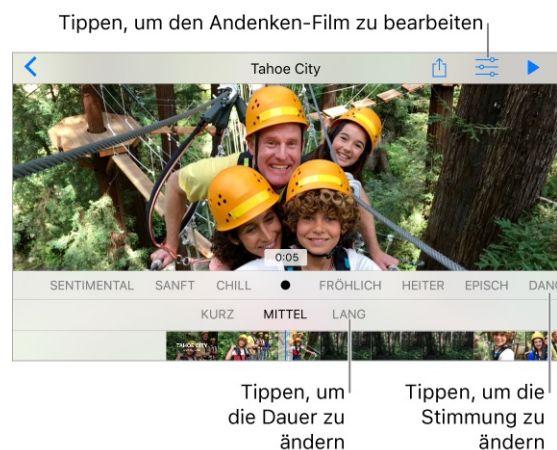 Tippen, um den Andenken-Film zu bearbeiten
Tahoe City
0:05
SENTIMENTAL SANFT CHILL FRÖHLICH HEITER EPISCH DANC
KURZ MITTEL LANG
TAHOE CITY
Tippen, um
die Dauer zu
ändern
Tippen, um die
Stimmung zu
ändern